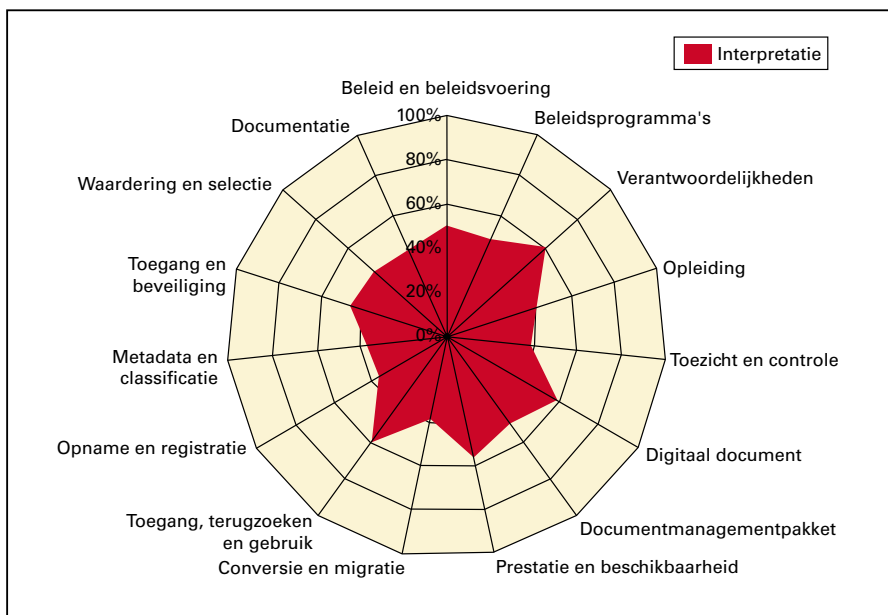 Interpretatie
Beleid en beleidsvoering
Beleidsprogramma's
Verantwoordelijkheden
Opleiding
Toezicht en controle
Digitaal document
Documentmanagementpakket
Prestatie en beschikbaarheid
Conversie en migratie
Toegang, terugzoeken
en gebruik
Opname en registratie
Metadata en
classificatie
Toegang en
beveiliging
Waardering en selectie
Documentatie
100%
80%
60%
40%
20%
0%